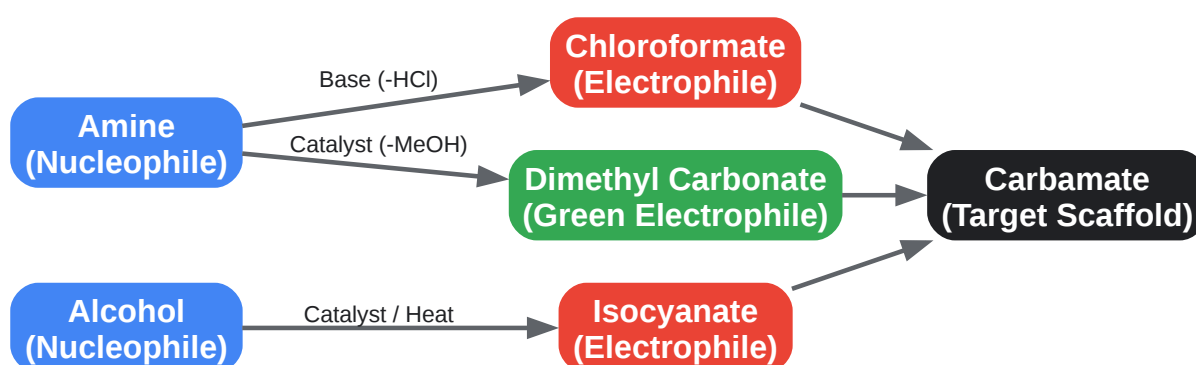 Chloroformate
(Electrophile)
Base (-HCl)
Amine
(Nucleophile)
Catalyst (-MeOH)
Dimethyl Carbonate
(Green Electrophile)
Carbamate
(Target Scaffold)
Alcohol
(Nucleophile)
Catalyst / Heat
Isocyanate
(Electrophile)